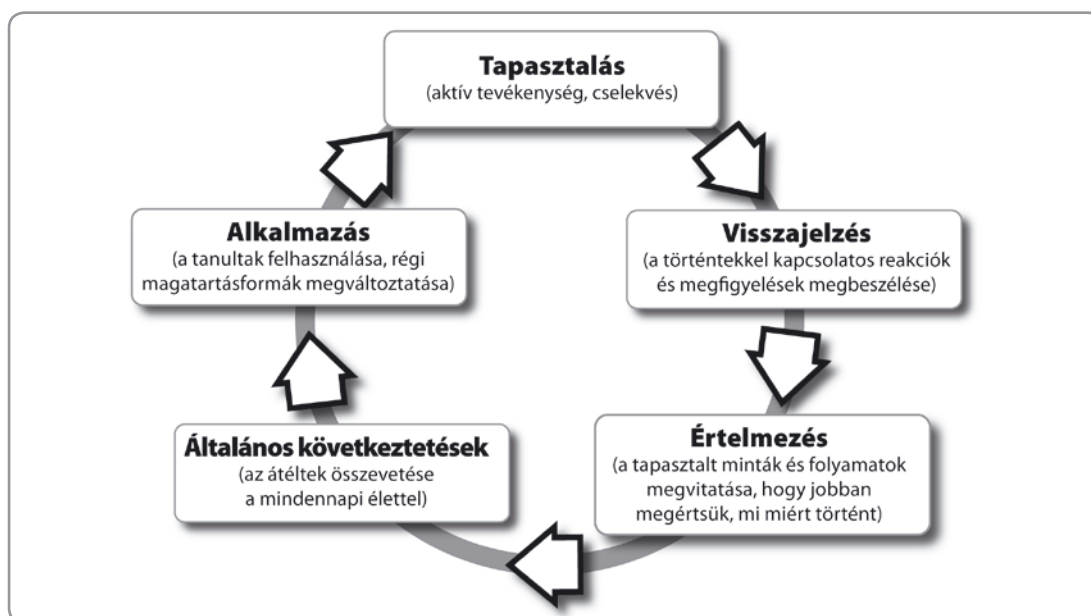 Tapasztalás
(aktív tevékenység, cselekvés)
Visszajelzés
(a történtekkel kapcsolatos reakciók
és megfigyelések megbeszélése)
Értelmezés
(a tapasztalt minták és folyamatok
megvitatása, hogy jobban
megértsük, mi miért történt)
Általános következtetések
(az átéltek összevetése
a mindennapi élettel)
Alkalmazás
(a tanultak felhasználása, régi
magatartásformák megváltoztatása)